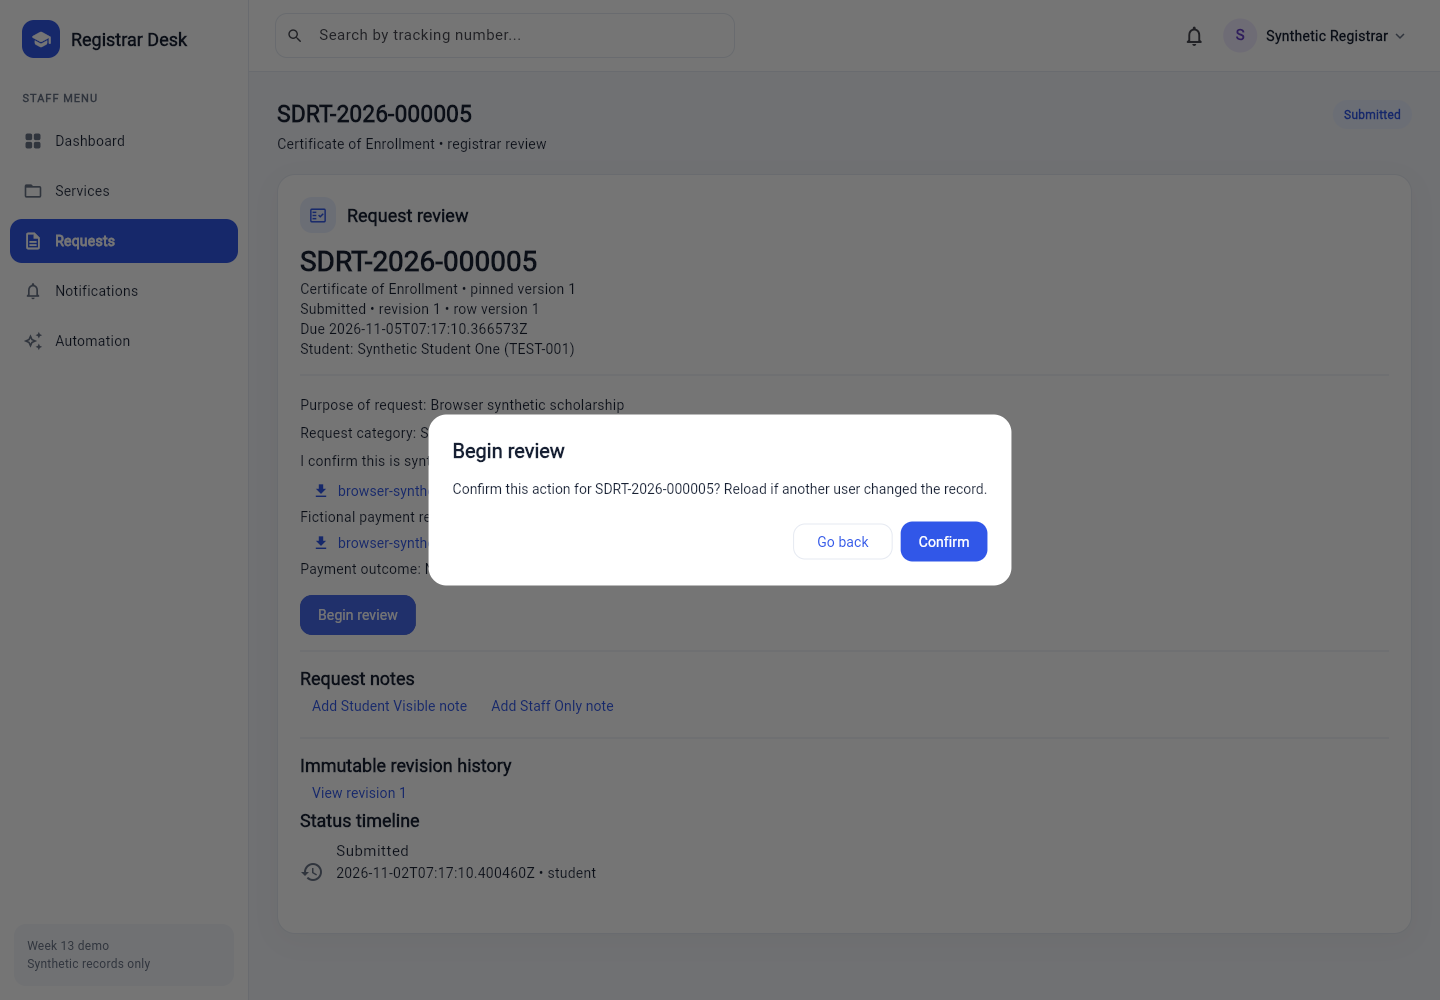 Registrar Desk
Search by tracking number...
S
Synthetic Registrar
STAFF MENU
Dashboard
Services
Requests
Notifications
Automation
SDRT-2026-000005
Submitted
Certificate of Enrollment • registrar review
Request review
SDRT-2026-000005
Certificate of Enrollment • pinned version 1
Submitted • revision 1 • row version 1
Due 2026-11-05T07:17:10.366573Z
Student: Synthetic Student One (TEST-001)
Purpose of request: Browser synthetic scholarship
Request category: S
I confirm this is synt
browser-synthe
Fictional payment re
browser-synthe
Payment outcome:
Begin review
Confirm this action for SDRT-2026-000005? Reload if another user changed the record.
Go back
Confirm
Begin review
Request notes
Add Student Visible note
Add Staff Only note
Immutable revision history
View revision 1
Status timeline
Submitted
2026-11-02T07:17:10.400460Z • student
Week 13 demo
Synthetic records only